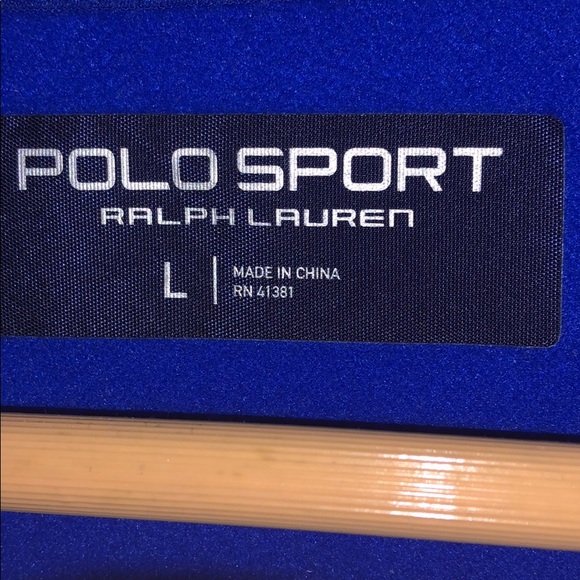 POLO SPORT
RALPH LAUREN
L
MADE IN CHINA
RN 41381